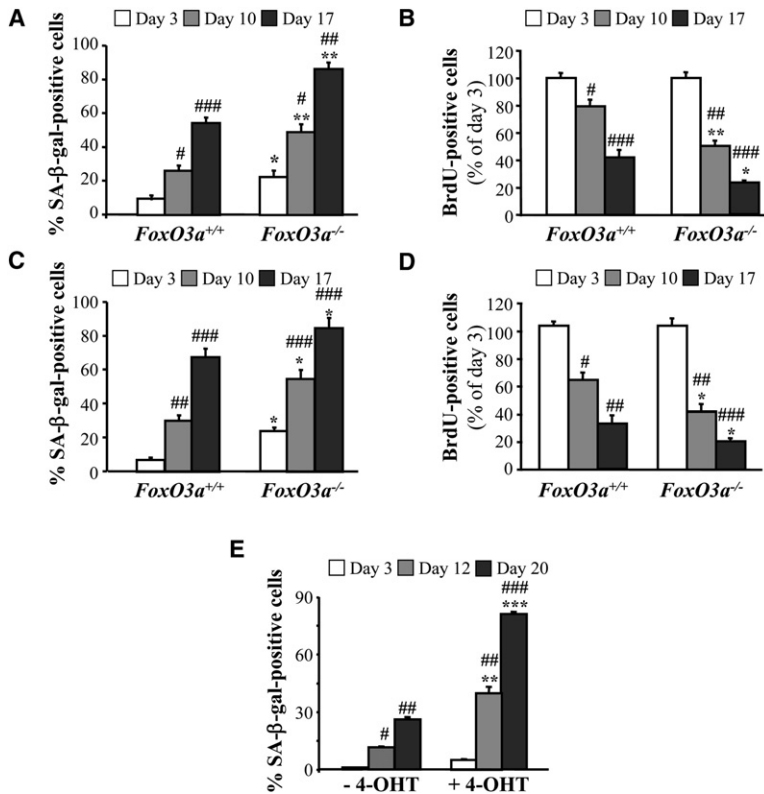 A
Day 3 Day 10 Day 17
% SA-β-gal-positive cells
100
80
60
40
20
0
#
###
*
#
**
##
**
FoxO3a+/+ FoxO3a-/-
B
Day 3 Day 10 Day 17
BrdU-positive cells
(% of day 3)
120
100
80
60
40
20
0
#
###
##
**
###
*
FoxO3a+/+ FoxO3a-/-
C
Day 3 Day 10 Day 17
% SA-β-gal-positive cells
100
80
60
40
20
0
##
###
*
###
*
###
*
FoxO3a+/+ FoxO3a-/-
D
Day 3 Day 10 Day 17
BrdU-positive cells
(% of day 3)
120
100
80
60
40
20
0
#
##
##
*
###
*
FoxO3a+/+ FoxO3a-/-
E
Day 3 Day 12 Day 20
% SA-β-gal-positive cells
90
60
30
0
#
##
##
**
###
***
- 4-OHT + 4-OHT